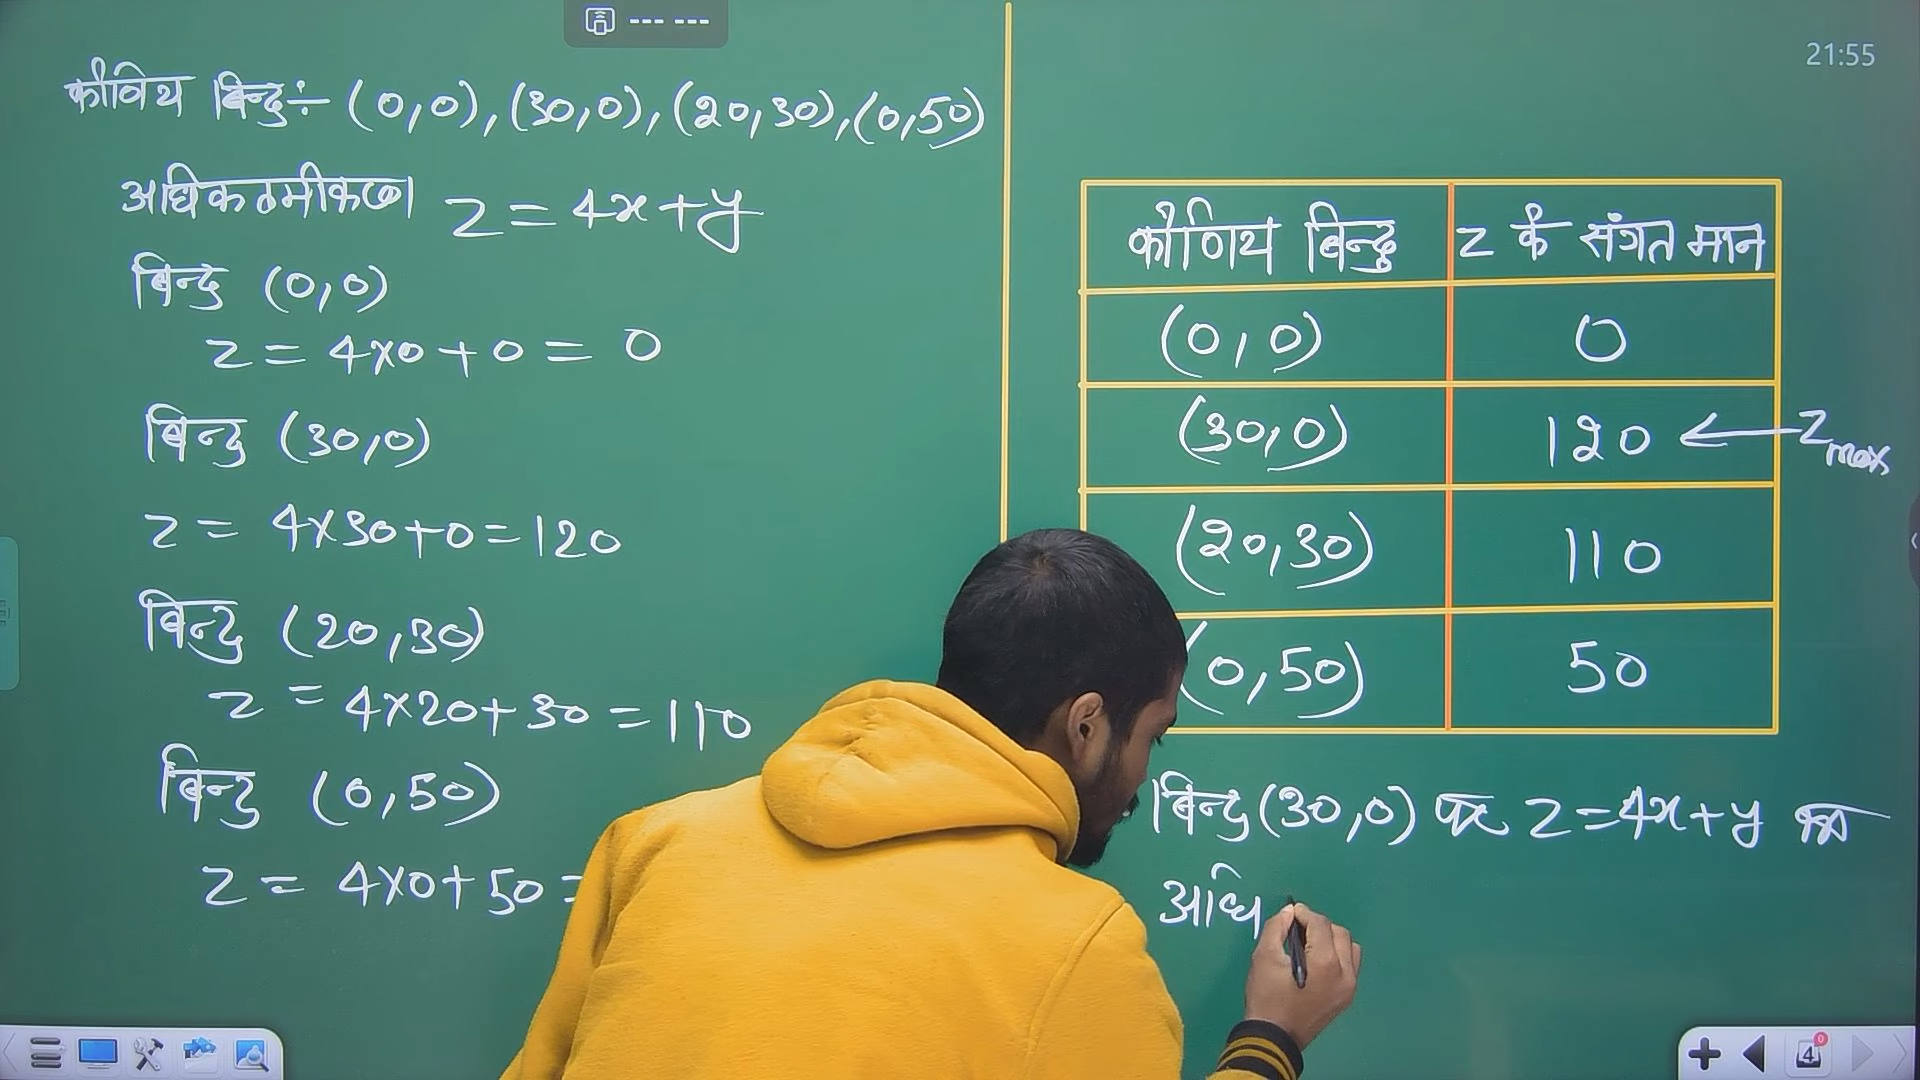 कौणिय बिन्दु÷ (0,0), (30,0), (20,30), (0,50)
अधिकतमीकरण z = 4x+y
बिन्दु (0,0)
z = 4×0+0 = 0
बिन्दु (30,0)
z = 4×30+0=120
बिन्दु (20,30)
z = 4×20+30=110
बिन्दु (0,50)
z = 4×0+50 =
21:55
कौणिय बिन्दु z के संगत मान
(0,0) 0
(30,0) 120 ← Zmax
(20,30) 110
(0,50) 50
बिन्दु (30,0) पर z=4x+y का
अधि
4
0